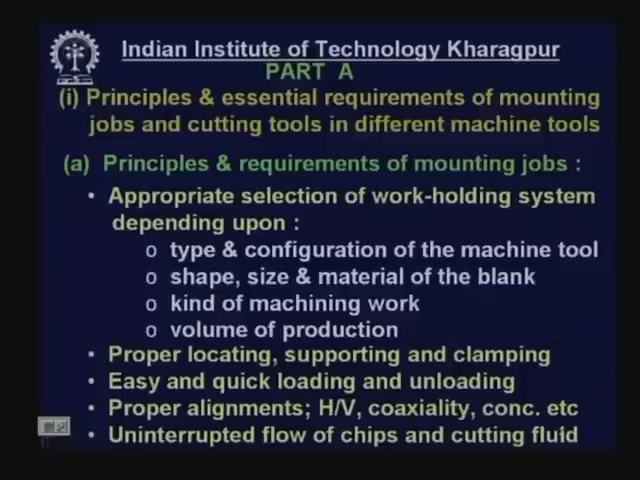 Indian Institute of Technology Kharagpur
PART A
(i) Principles & essential requirements of mounting
jobs and cutting tools in different machine tools
(a) Principles & requirements of mounting jobs :
• Appropriate selection of work-holding system
depending upon :
o type & configuration of the machine tool
o shape, size & material of the blank
o kind of machining work
o volume of production
• Proper locating, supporting and clamping
• Easy and quick loading and unloading
• Proper alignments; H/V, coaxiality, conc. etc
• Uninterrupted flow of chips and cutting fluid